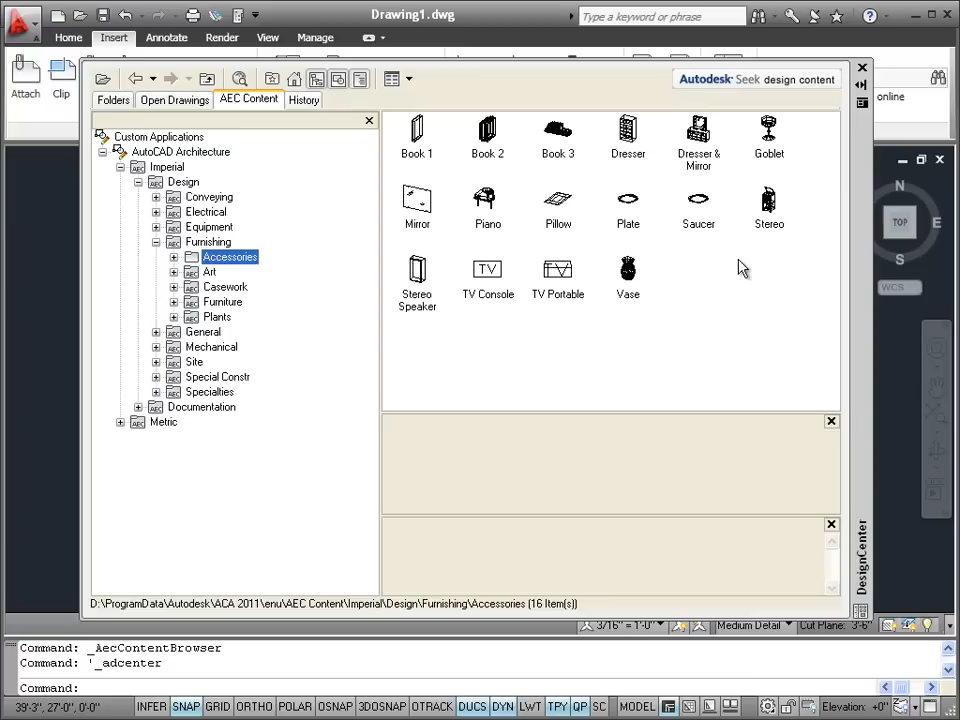 Drawing1.dwg
Type a keyword or phrase
Home Insert Annotate Render View Manage
Attach
Clip
online
Autodesk Seek design content
Folders Open Drawings AEC Content History
Custom Applications
AutoCAD Architecture
Imperial
Design
Conveying
Electrical
Equipment
Furnishing
Accessories
Art
Casework
Furniture
Plants
General
Mechanical
Site
Special Constr
Specialties
Documentation
Metric
Book 1 Book 2 Book 3 Dresser Dresser & Mirror Goblet
Mirror Piano Pillow Plate Saucer Stereo
TV TV
Stereo Speaker TV Console TV Portable Vase
N
TOP
E
S
WCS
DesignCenter
D:\ProgramData\Autodesk\ACA 2011\enu\AEC Content\Imperial\Design\Furnishing\Accessories (16 Item(s))
3/16" = 1'-0" Medium Detail Cut Plane: 3'-6"
Command: _AecContentBrowser
Command: '_adcenter
Command:
39'-3", 27'-0", 0'-0" INFER SNAP GRID ORTHO POLAR OSNAP 3DOSNAP OTRACK DUCS DYN LWT TPY QP SC MODEL Elevation: +0"